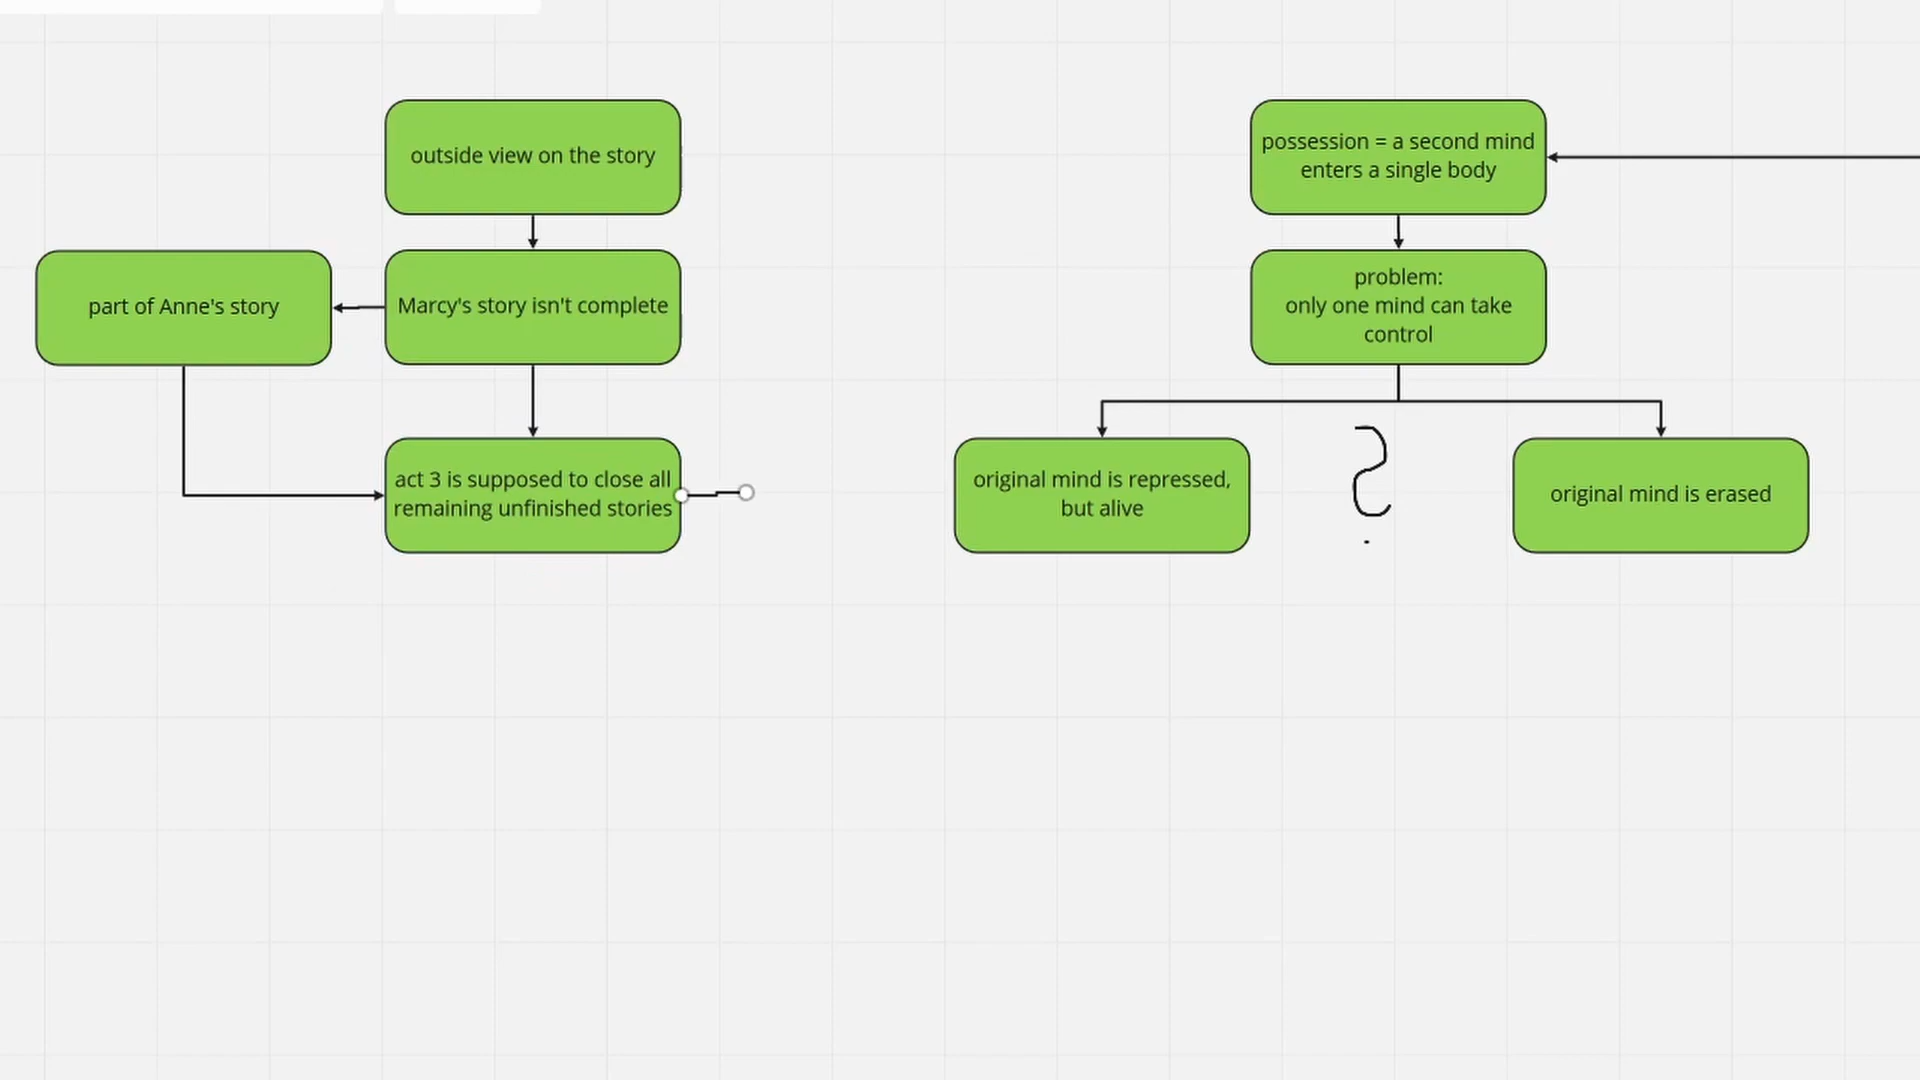 outside view on the story
possession = a second mind
enters a single body
part of Anne's story
Marcy's story isn't complete
problem:
only one mind can take
control
act 3 is supposed to close all
remaining unfinished stories
original mind is repressed,
but alive
?
original mind is erased